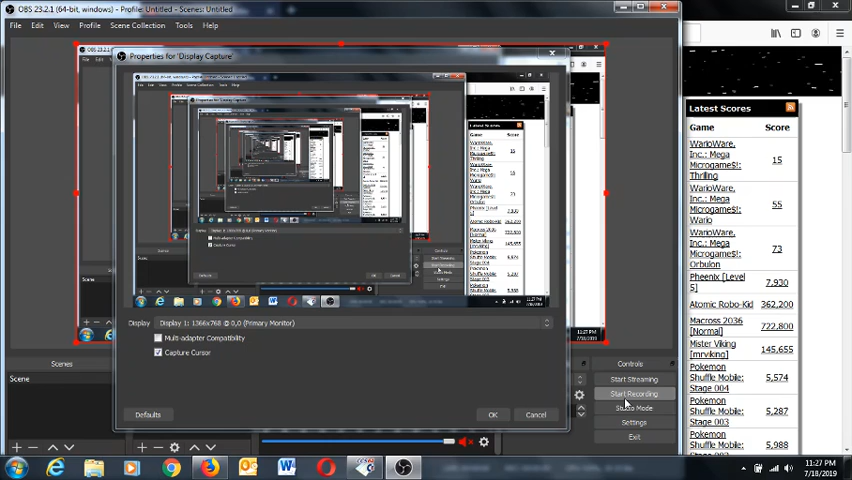 OBS 23.2.1 (64-bit, windows) - Profile: Untitled - Scenes: Untitled
File Edit View Profile Scene Collection Tools Help
Properties for 'Display Capture'
Display Display 1: 1366x768 @ 0,0 (Primary Monitor)
Multi-adapter Compatibility
Capture Cursor
Defaults OK Cancel
Scenes
Scene
Controls
Start Streaming
Start Recording
Studio Mode
Settings
Exit
Latest Scores
Game Score
WarioWare,
Inc.: Mega
Microgame$!:
Thrilling
15
WarioWare,
Inc.: Mega
Microgame$!:
Wario
55
WarioWare,
Inc.: Mega
Microgame$!:
Orbulon
73
Pheenix [Level
5]
7,930
Atomic Robo-Kid 362,200
Macross 2036
[Normal]
722,800
Mister Viking
[mrviking]
145,655
Pokemon
Shuffle Mobile:
Stage 004
5,574
Pokemon
Shuffle Mobile:
Stage 003
5,287
Pokemon
Shuffle Mobile:
5,988
11:27 PM
7/18/2019